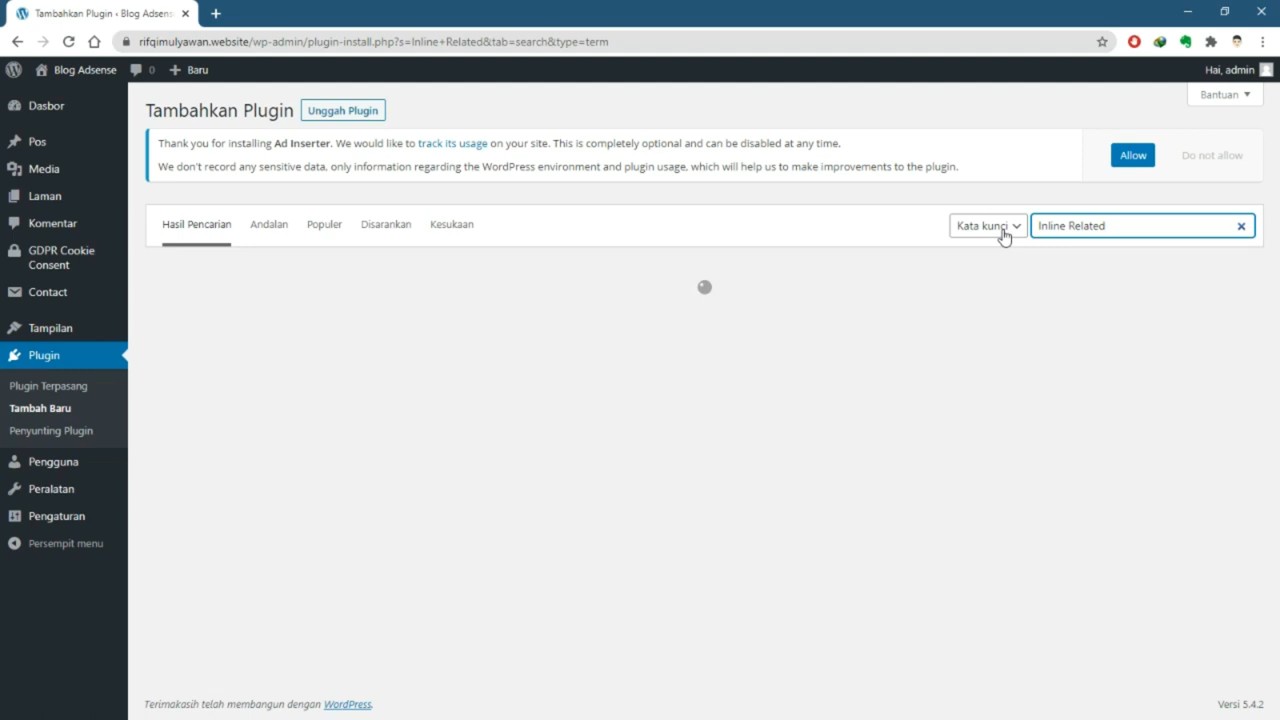 Tambahkan Plugin ‹ Blog Adsens
rifqimulyawan.website/wp-admin/plugin-install.php?s=Inline+Related&tab=search&type=term
Blog Adsense
0
Baru
Hai, admin
Bantuan
Dasbor
Pos
Media
Laman
Komentar
GDPR Cookie
Consent
Contact
Tampilan
Plugin
Plugin Terpasang
Tambah Baru
Penyunting Plugin
Pengguna
Peralatan
Pengaturan
Persempit menu
Tambahkan Plugin
Unggah Plugin
Thank you for installing Ad Inserter. We would like to track its usage on your site. This is completely optional and can be disabled at any time.
We don't record any sensitive data, only information regarding the WordPress environment and plugin usage, which will help us to make improvements to the plugin.
Allow
Do not allow
Hasil Pencarian
Andalan
Populer
Disarankan
Kesukaan
Kata kunci
Inline Related
Terimakasih telah membangun dengan WordPress.
Versi 5.4.2